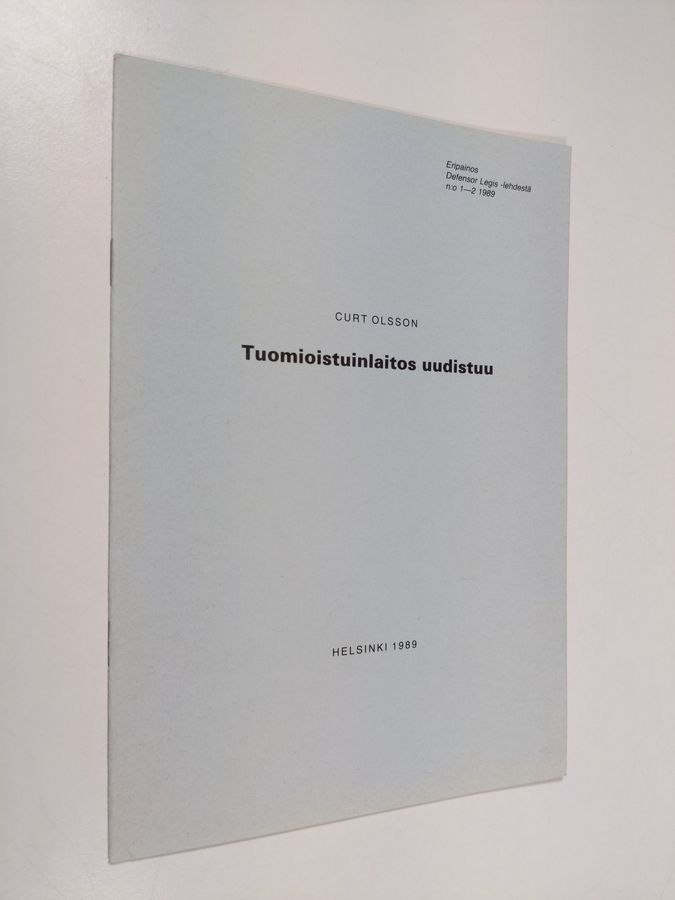 Eripainos
Defensor Legis -lehdestä
n:o 1—2 1989
CURT OLSSON
Tuomioistuinlaitos uudistuu
HELSINKI 1989